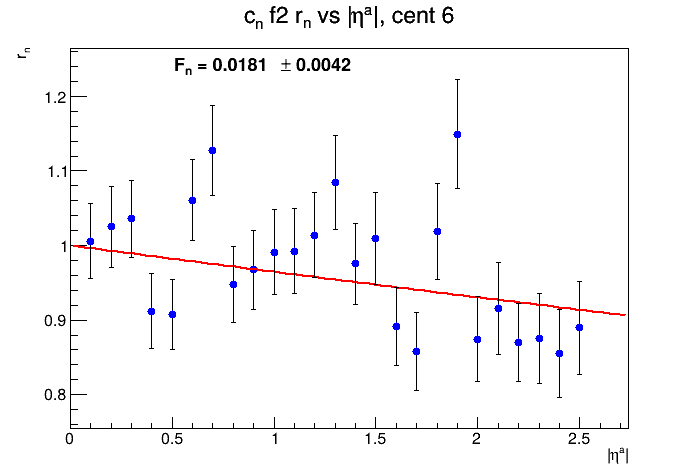 cₙ f2 rₙ vs |ηᵃ|, cent 6
rₙ
Fₙ = 0.0181 ± 0.0042
1.2
1.1
1
0.9
0.8
0 0.5 1 1.5 2 2.5
|ηᵃ|